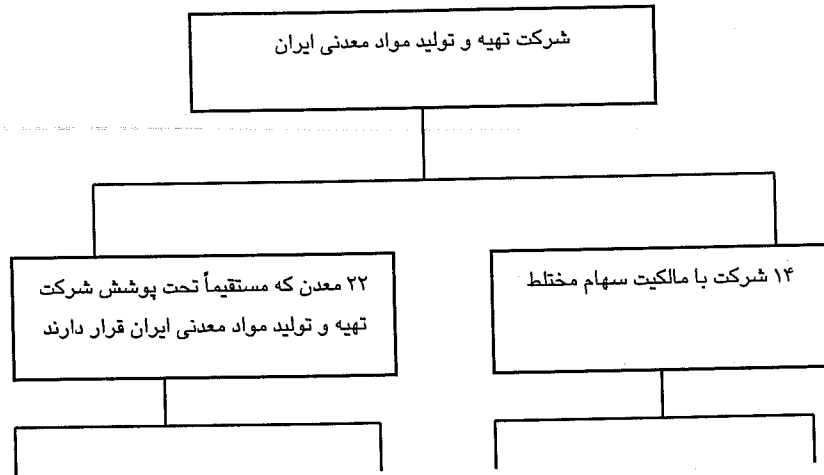 شرکت تهیه و تولید مواد معدنی ایران
۱۴ شرکت با مالکیت سهام مختلط
۲۲ معدن که مستقیماً تحت پوشش شرکت
تهیه و تولید مواد معدنی ایران قرار دارند